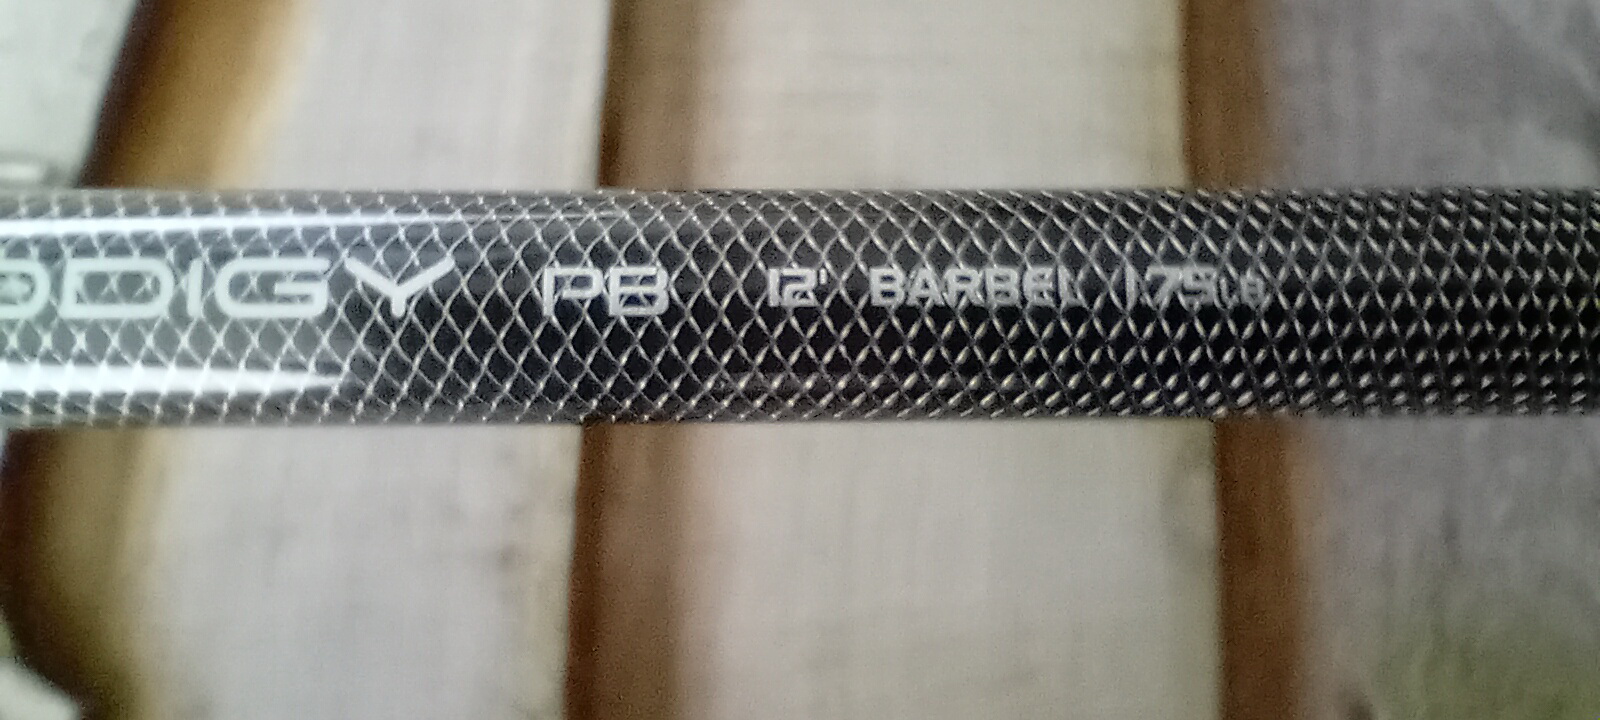 ODIGY PB 12' BARBEL 1.75LB